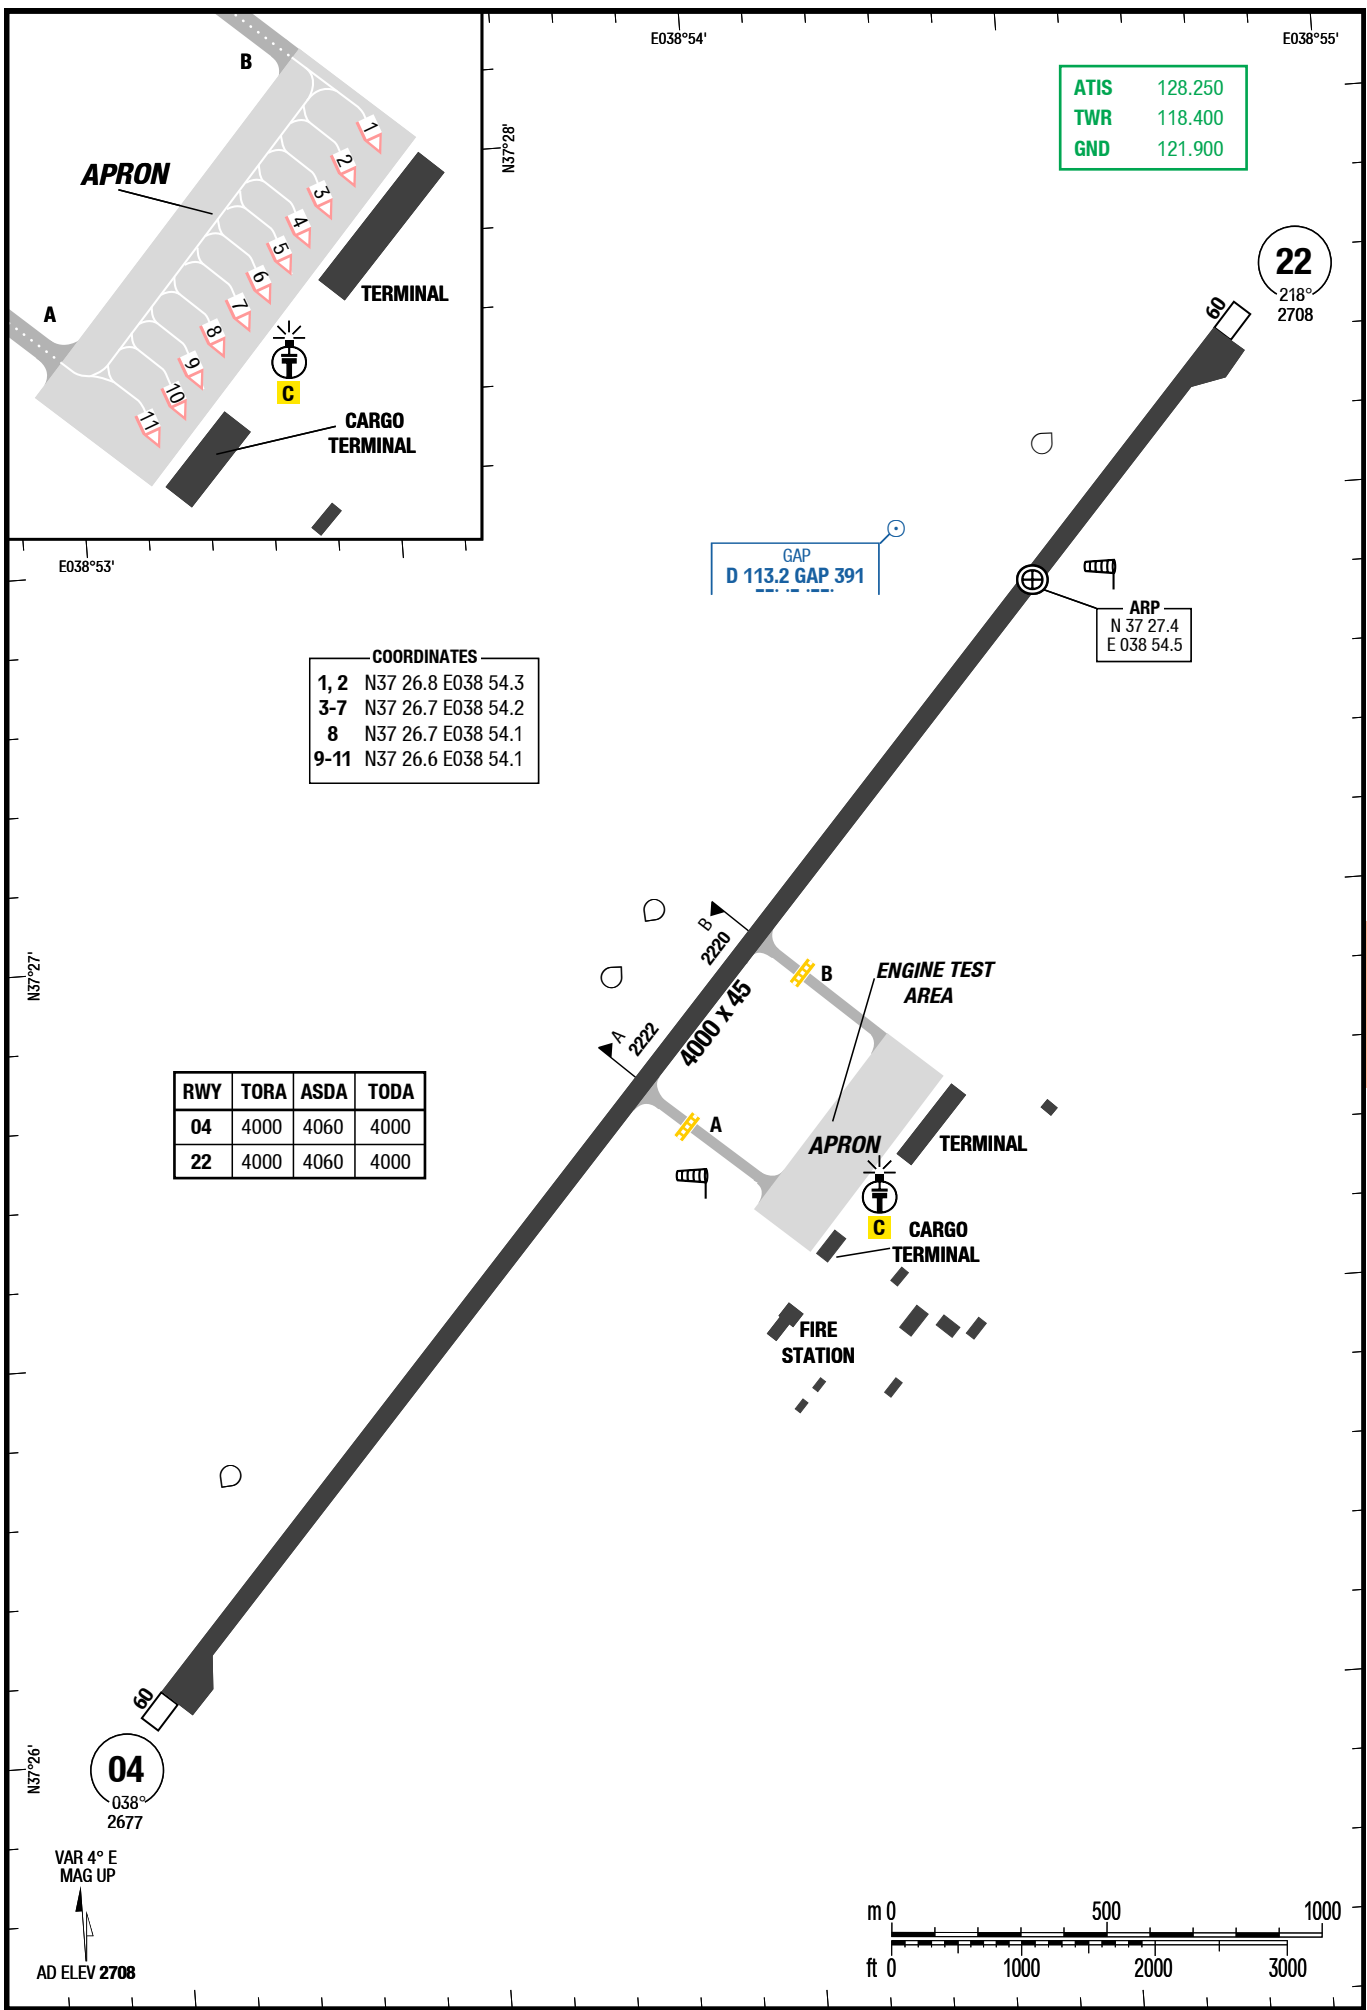 B
APRON
A
1
2
3
4
5
6
7
8
9
10
11
TERMINAL
C
CARGO
TERMINAL
E038°53'
E038°54'
E038°55'
N37°28'
ATIS 128.250
TWR 118.400
GND 121.900
22
218°
2708
60
GAP
D 113.2 GAP 391
ARP
N 37 27.4
E 038 54.5
COORDINATES
1, 2 N37 26.8 E038 54.3
3-7 N37 26.7 E038 54.2
8 N37 26.7 E038 54.1
9-11 N37 26.6 E038 54.1
N37°27'
B
2220
4000 x 45
A
2222
B
ENGINE TEST
AREA
A
APRON
TERMINAL
C
CARGO
TERMINAL
RWY TORA ASDA TODA
04 4000 4060 4000
22 4000 4060 4000
FIRE
STATION
60
N37°26'
04
038°
2677
VAR 4° E
MAG UP
AD ELEV 2708
m 0 500 1000
ft 0 1000 2000 3000